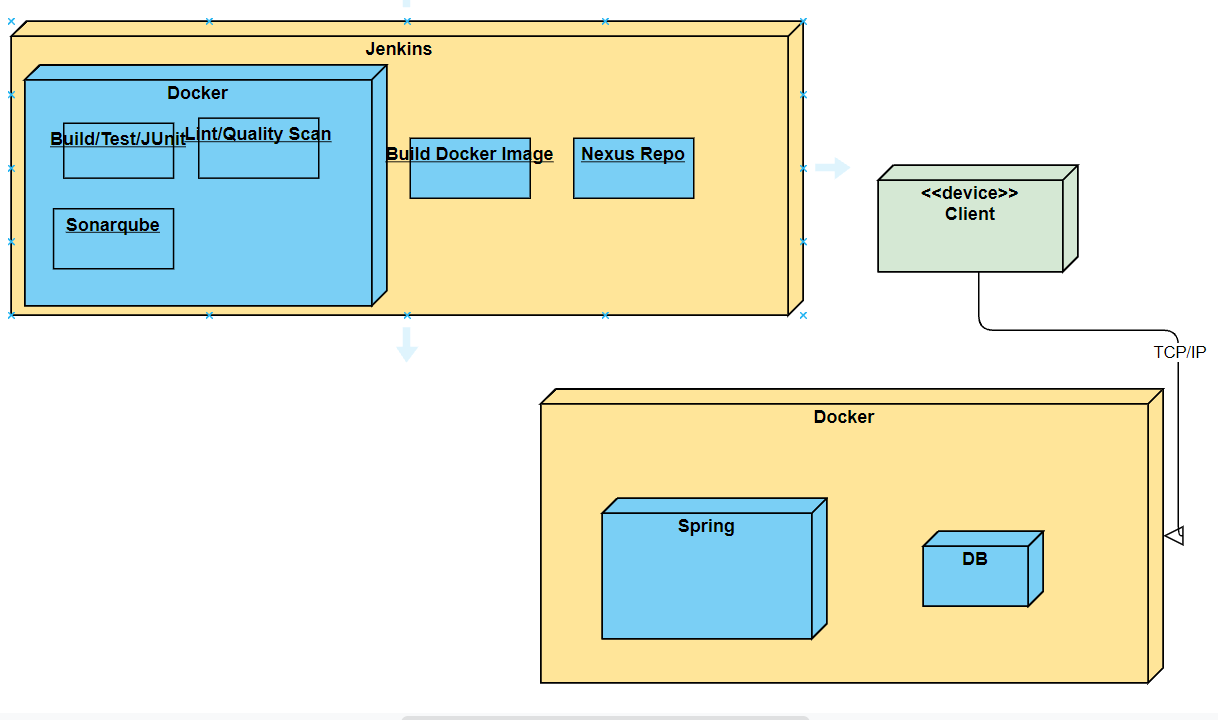 Jenkins
Docker
Build/Test/JUnit
Lint/Quality Scan
Build Docker Image
Nexus Repo
Sonarqube
<<device>>
Client
TCP/IP
Docker
Spring
DB